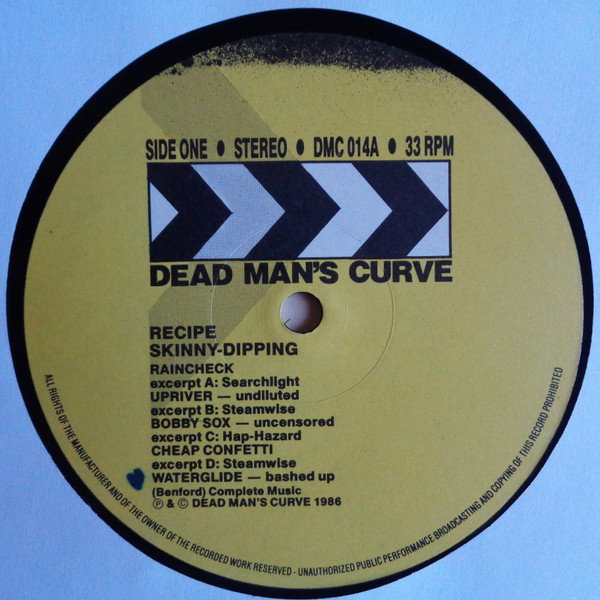 SIDE ONE ● STEREO ● DMC 014A ● 33 RPM
DEAD MAN'S CURVE
RECIPE
SKINNY-DIPPING
RAINCHECK
excerpt A: Searchlight
UPRIVER — undiluted
excerpt B: Steamwise
BOBBY SOX — uncensored
excerpt C: Hap-Hazard
CHEAP CONFETTI
excerpt D: Steamwise
WATERGLIDE — bashed up
(Benford) Complete Music
Ⓟ & © DEAD MAN'S CURVE 1986
ALL RIGHTS OF THE MANUFACTURER AND OF THE OWNER OF THE RECORDED WORK RESERVED - UNAUTHORIZED PUBLIC PERFORMANCE BROADCASTING AND COPYING OF THIS RECORD PROHIBITED